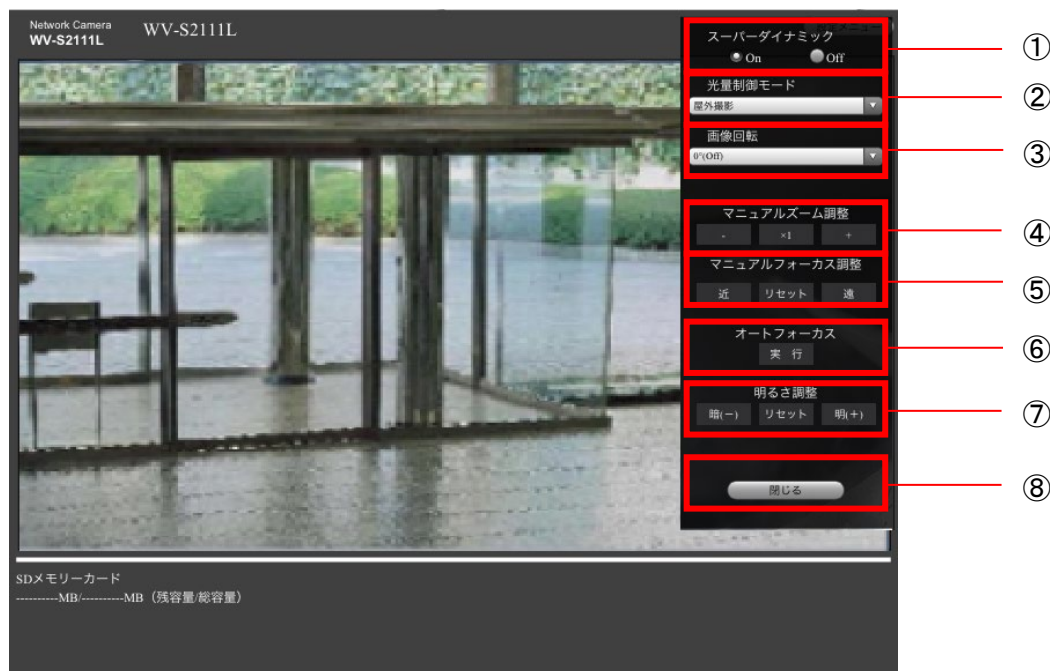 Network Camera
WV-S2111L
WV-S2111L
スーパーダイナミック
On Off
①
光量制御モード
屋外撮影
②
画像回転
0°(Off)
③
マニュアルズーム調整
- ×1 +
④
マニュアルフォーカス調整
近 リセット 遠
⑤
オートフォーカス
実 行
⑥
明るさ調整
暗(−) リセット 明(+)
⑦
閉じる
⑧
SDメモリーカード
----------MB/----------MB（残容量/総容量）